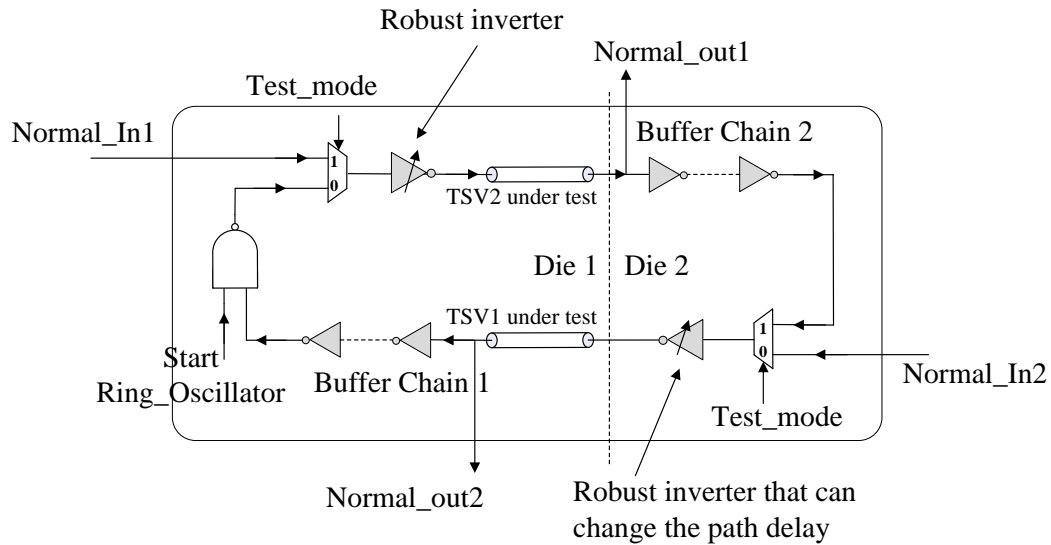 Robust inverter
Normal_out1
Test_mode
Normal_In1
Buffer Chain 2
1
0
TSV2 under test
Die 1
Die 2
TSV1 under test
1
0
Start
Ring_Oscillator
Buffer Chain 1
Normal_In2
Test_mode
Normal_out2
Robust inverter that can
change the path delay